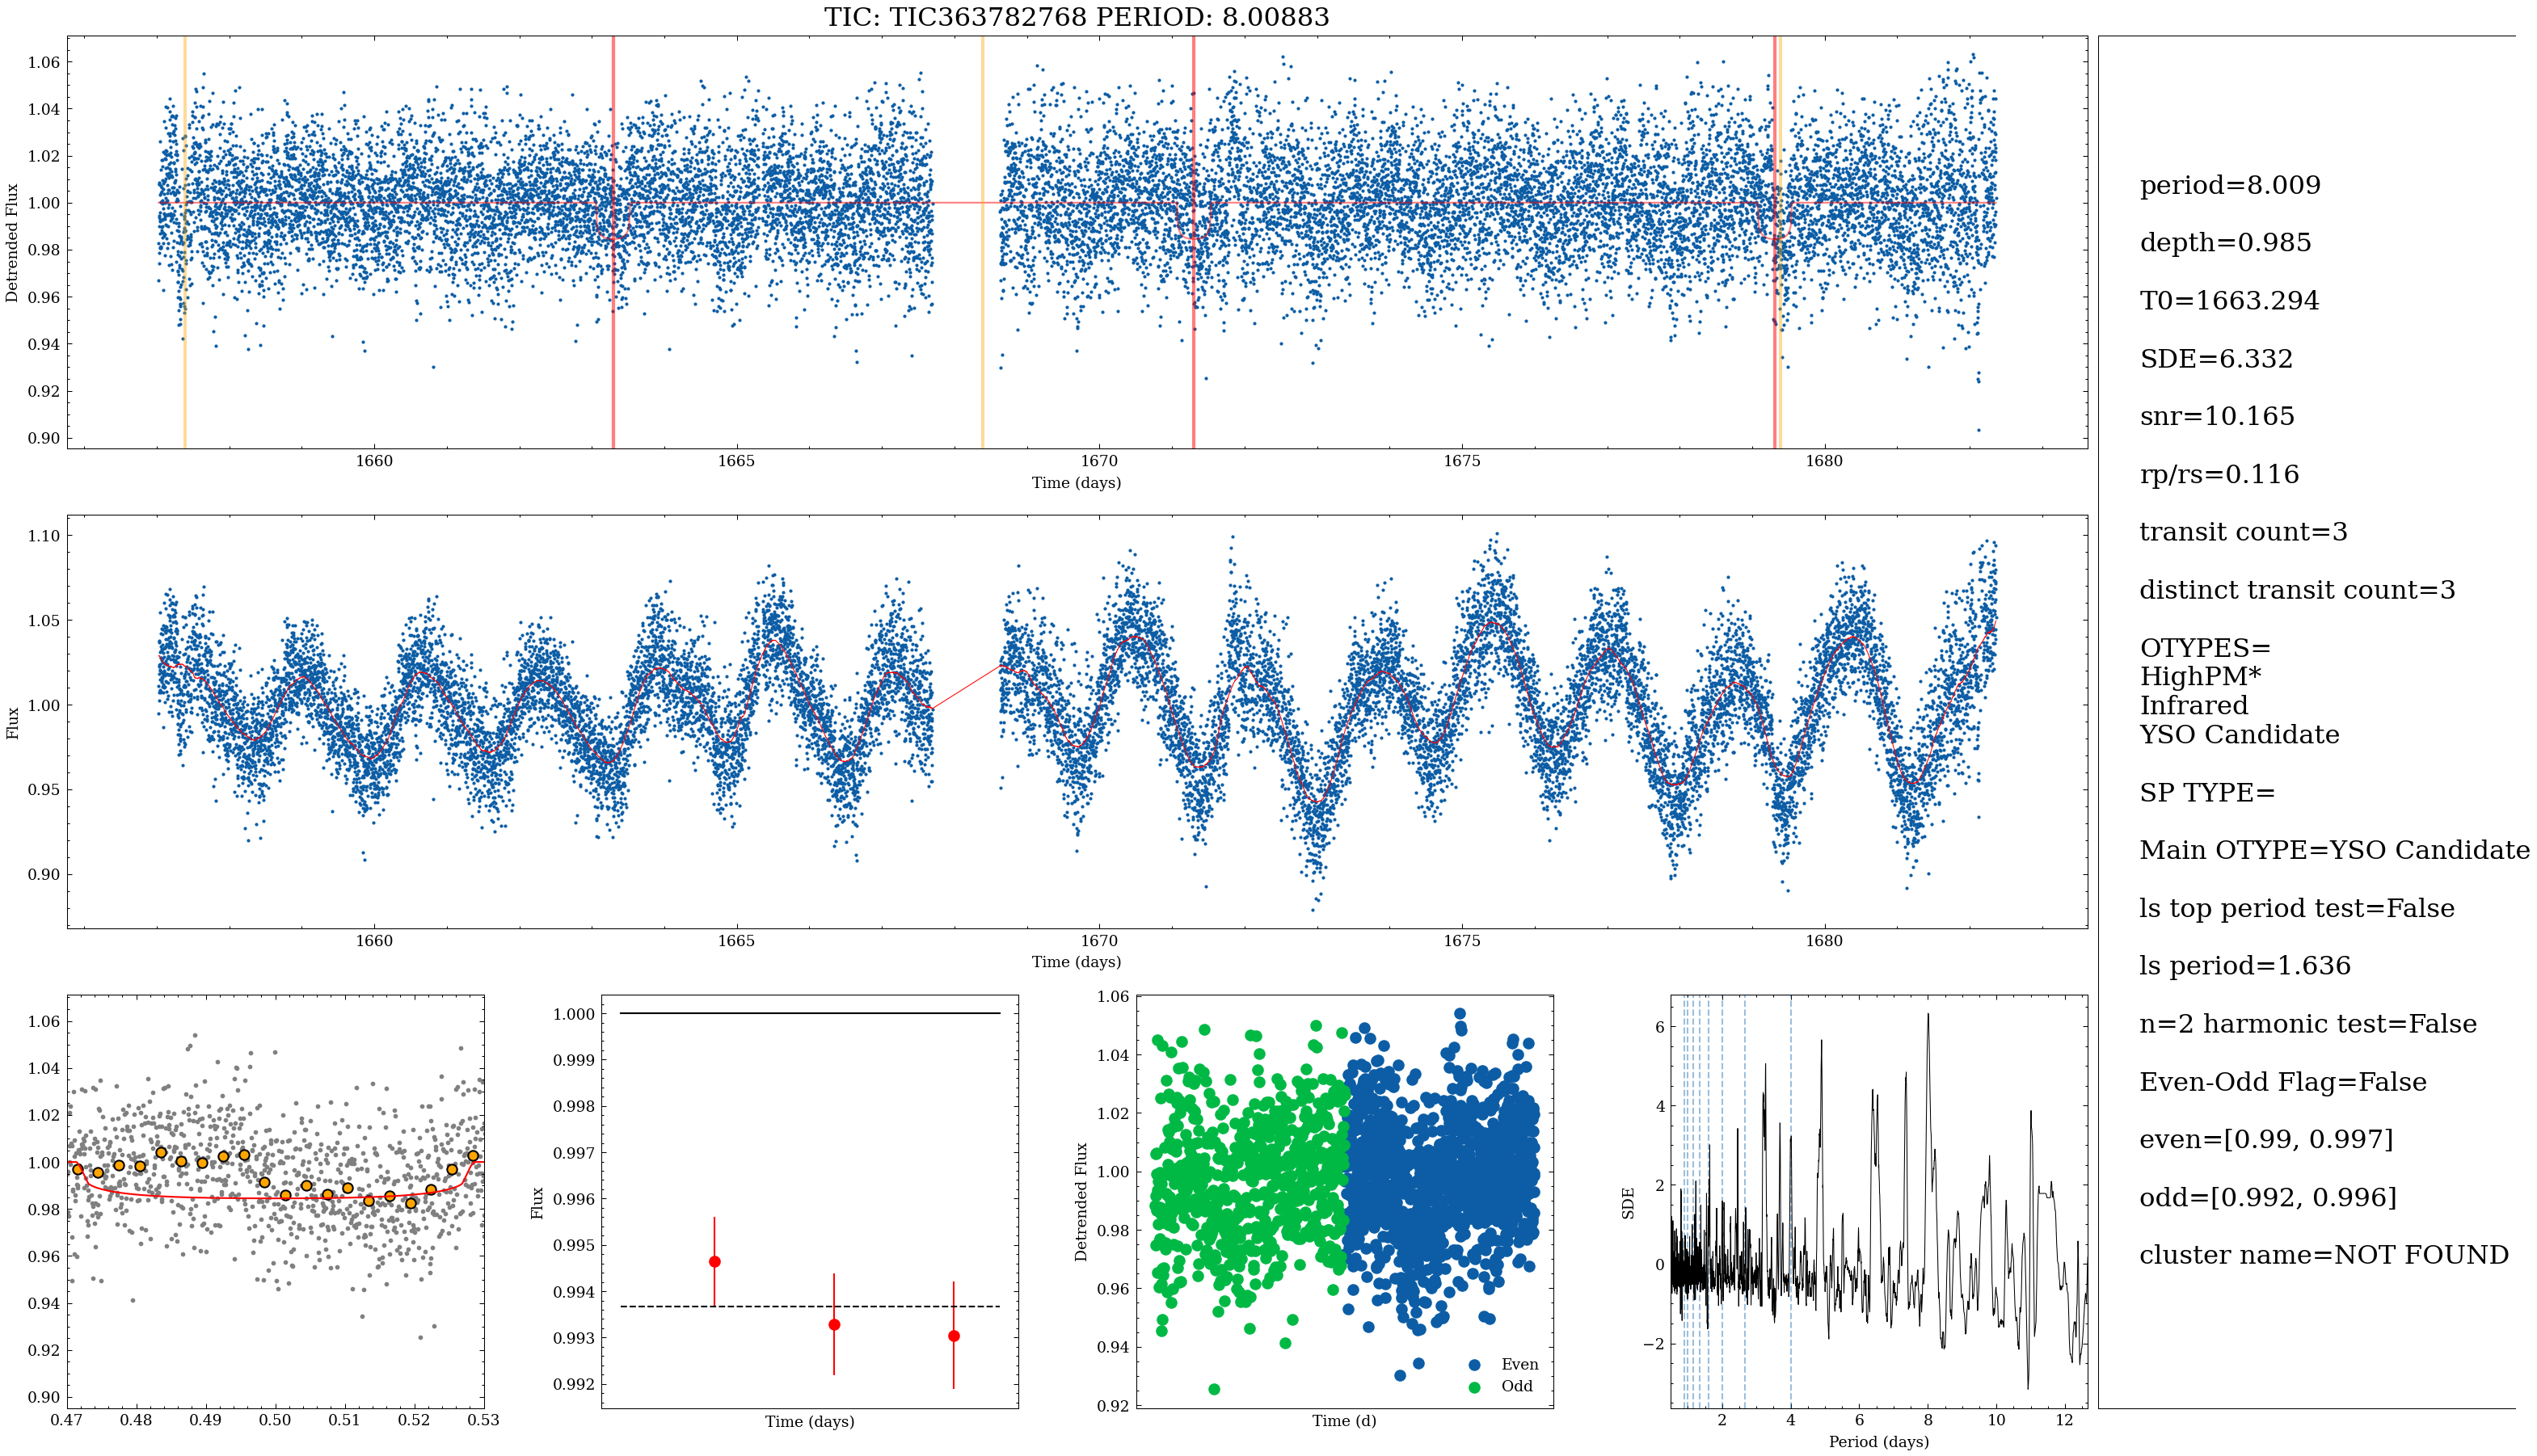 TIC: TIC363782768 PERIOD: 8.00883
1.06
1.04
1.02
1.00
0.98
0.96
0.94
0.92
0.90
Detrended Flux
1660
1665
1670
1675
1680
Time (days)
1.10
1.05
1.00
0.95
0.90
Flux
1660
1665
1670
1675
1680
Time (days)
1.06
1.04
1.02
1.00
0.98
0.96
0.94
0.92
0.90
0.47
0.48
0.49
0.50
0.51
0.52
0.53
1.000
0.999
0.998
0.997
0.996
0.995
0.994
0.993
0.992
Flux
Time (days)
1.06
1.04
1.02
1.00
0.98
0.96
0.94
0.92
Detrended Flux
Even
Odd
Time (d)
6
4
2
0
−2
SDE
2
4
6
8
10
12
Period (days)
period=8.009
depth=0.985
T0=1663.294
SDE=6.332
snr=10.165
rp/rs=0.116
transit count=3
distinct transit count=3
OTYPES=
HighPM*
Infrared
YSO Candidate
SP TYPE=
Main OTYPE=YSO Candidate
ls top period test=False
ls period=1.636
n=2 harmonic test=False
Even-Odd Flag=False
even=[0.99, 0.997]
odd=[0.992, 0.996]
cluster name=NOT FOUND